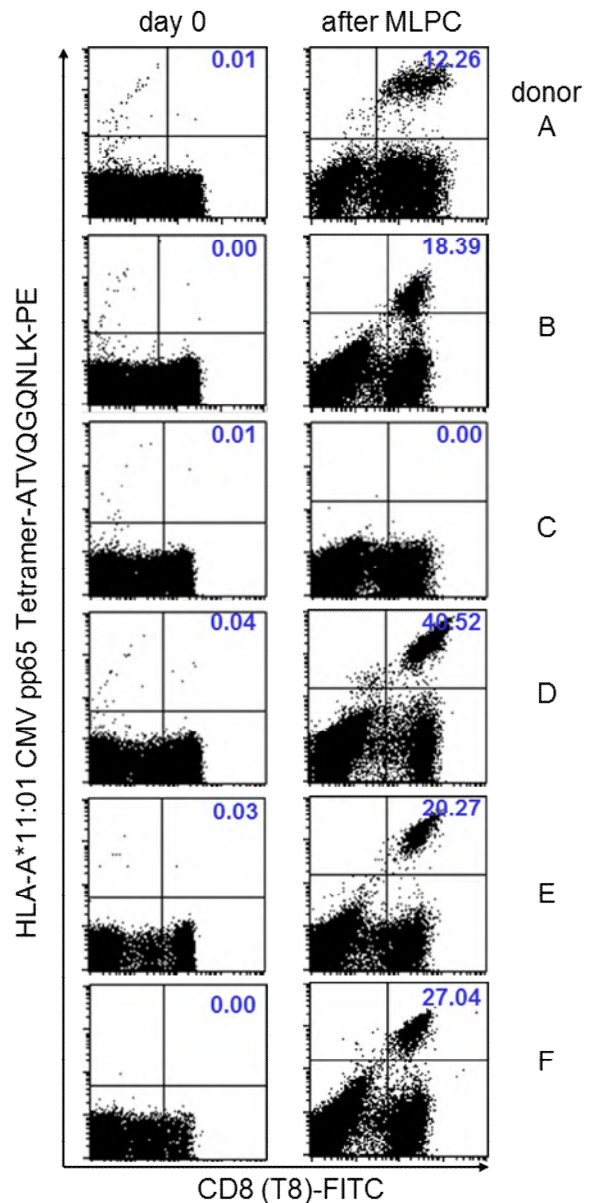 day 0
after MLPC
0.01
12.26
donor
A
0.00
18.39
B
0.01
0.00
C
0.04
40.52
D
0.03
20.27
E
0.00
27.04
F
HLA-A*11:01 CMV pp65 Tetramer-ATVQGQNLK-PE
CD8 (T8)-FITC